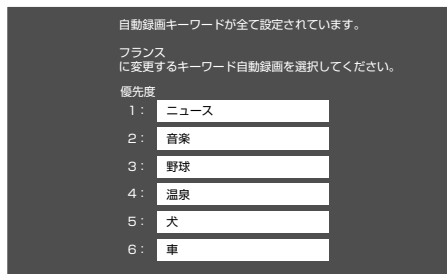 自動録画キーワードが全て設定されています。
フランス
に変更するキーワード自動録画を選択してください。
優先度
1： ニュース
2： 音楽
3： 野球
4： 温泉
5： 犬
6： 車